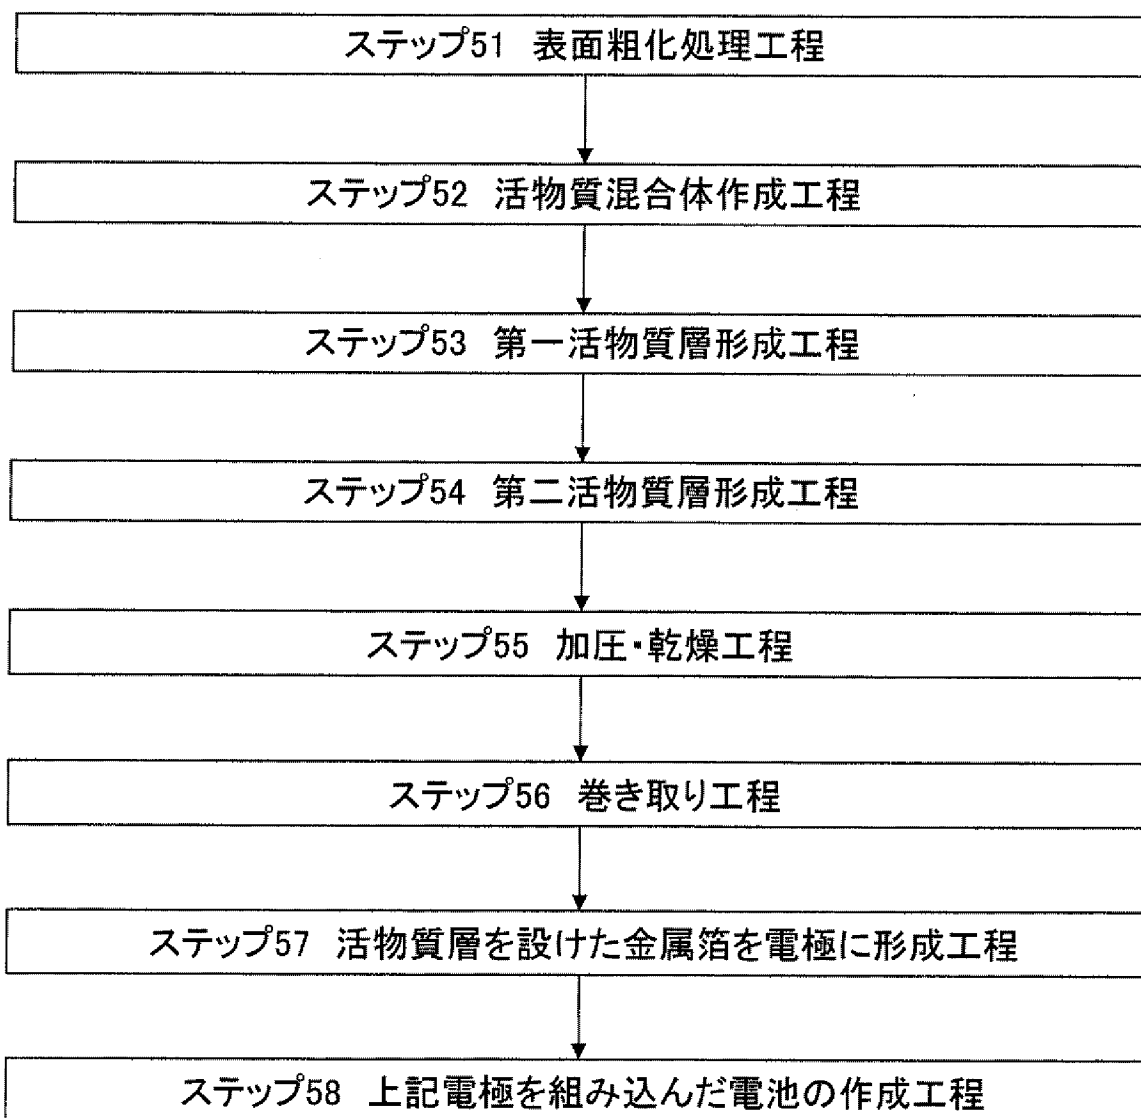 ステップ51 表面粗化処理工程
ステップ52 活物質混合体作成工程
ステップ53 第一活物質層形成工程
ステップ54 第二活物質層形成工程
ステップ55 加圧・乾燥工程
ステップ56 巻き取り工程
ステップ57 活物質層を設けた金属箔を電極に形成工程
ステップ58 上記電極を組み込んだ電池の作成工程